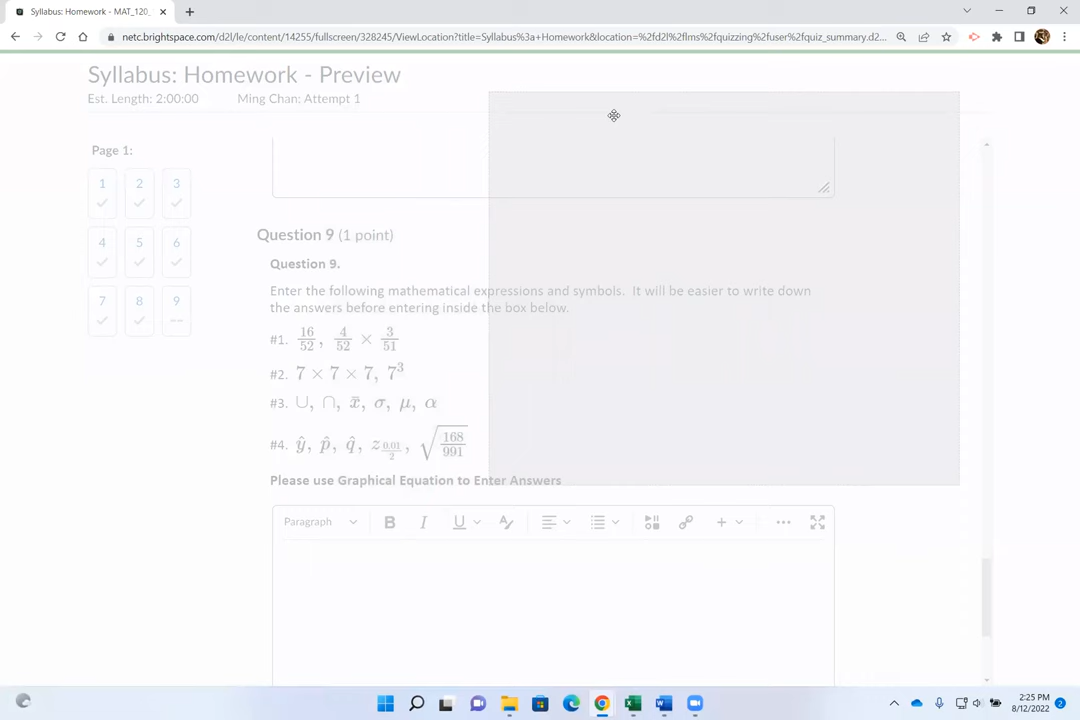 Syllabus: Homework - Preview - MAT_120_
netc.brightspace.com/d2l/le/content/14255/fullscreen/328245/ViewLocation?title=Syllabus%3a+Homework&location=%2fd2l%2flms%2fquizzing%2fuser%2fquiz_summary.d2...
Syllabus: Homework - Preview
Est. Length: 2:00:00 Ming Chan: Attempt 1
Page 1:
1 2 3
4 5 6
7 8 9
--
Question 9 (1 point)
Question 9.
Enter the following mathematical expressions and symbols. It will be easier to write down
the answers before entering inside the box below.
#1. 16/52, 4/52 × 3/51
#2. 7 × 7 × 7, 7³
#3. ∪, ∩, x̄, σ, μ, α
#4. ŷ, p̂, q̂, z_(0.01/2), √(168/991)
Please use Graphical Equation to Enter Answers
Paragraph B I U A + ...
2:25 PM
8/12/2022
2